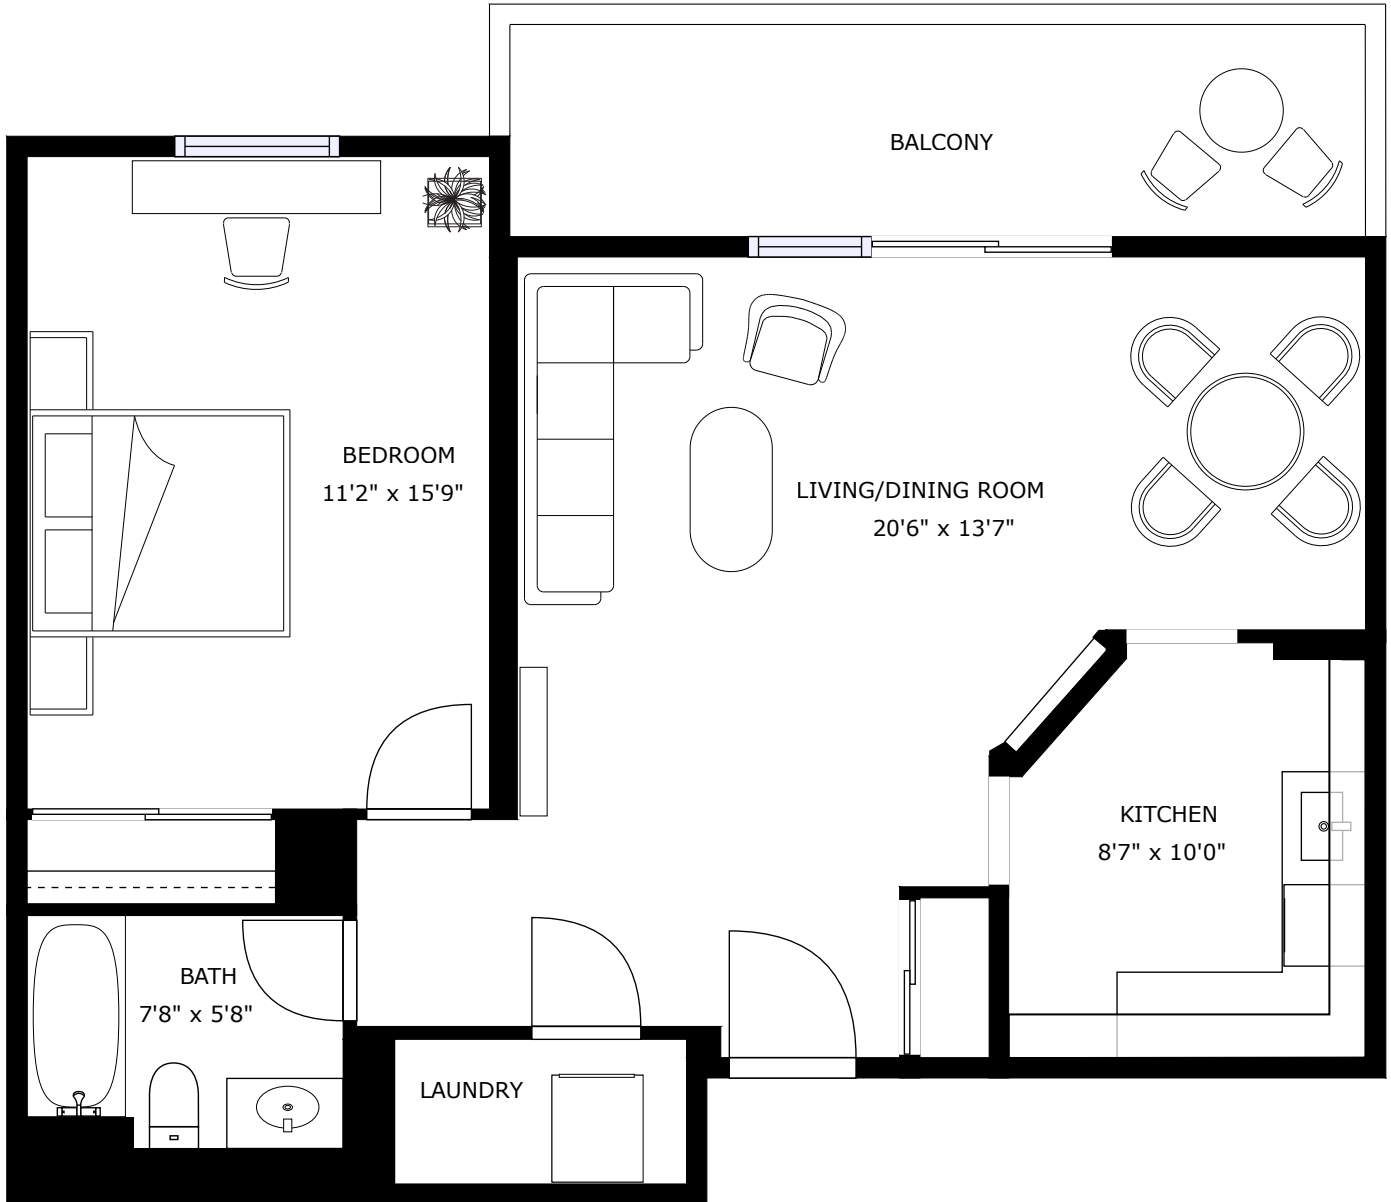 BALCONY
BEDROOM
11'2" x 15'9"
LIVING/DINING ROOM
20'6" x 13'7"
KITCHEN
8'7" x 10'0"
BATH
7'8" x 5'8"
LAUNDRY